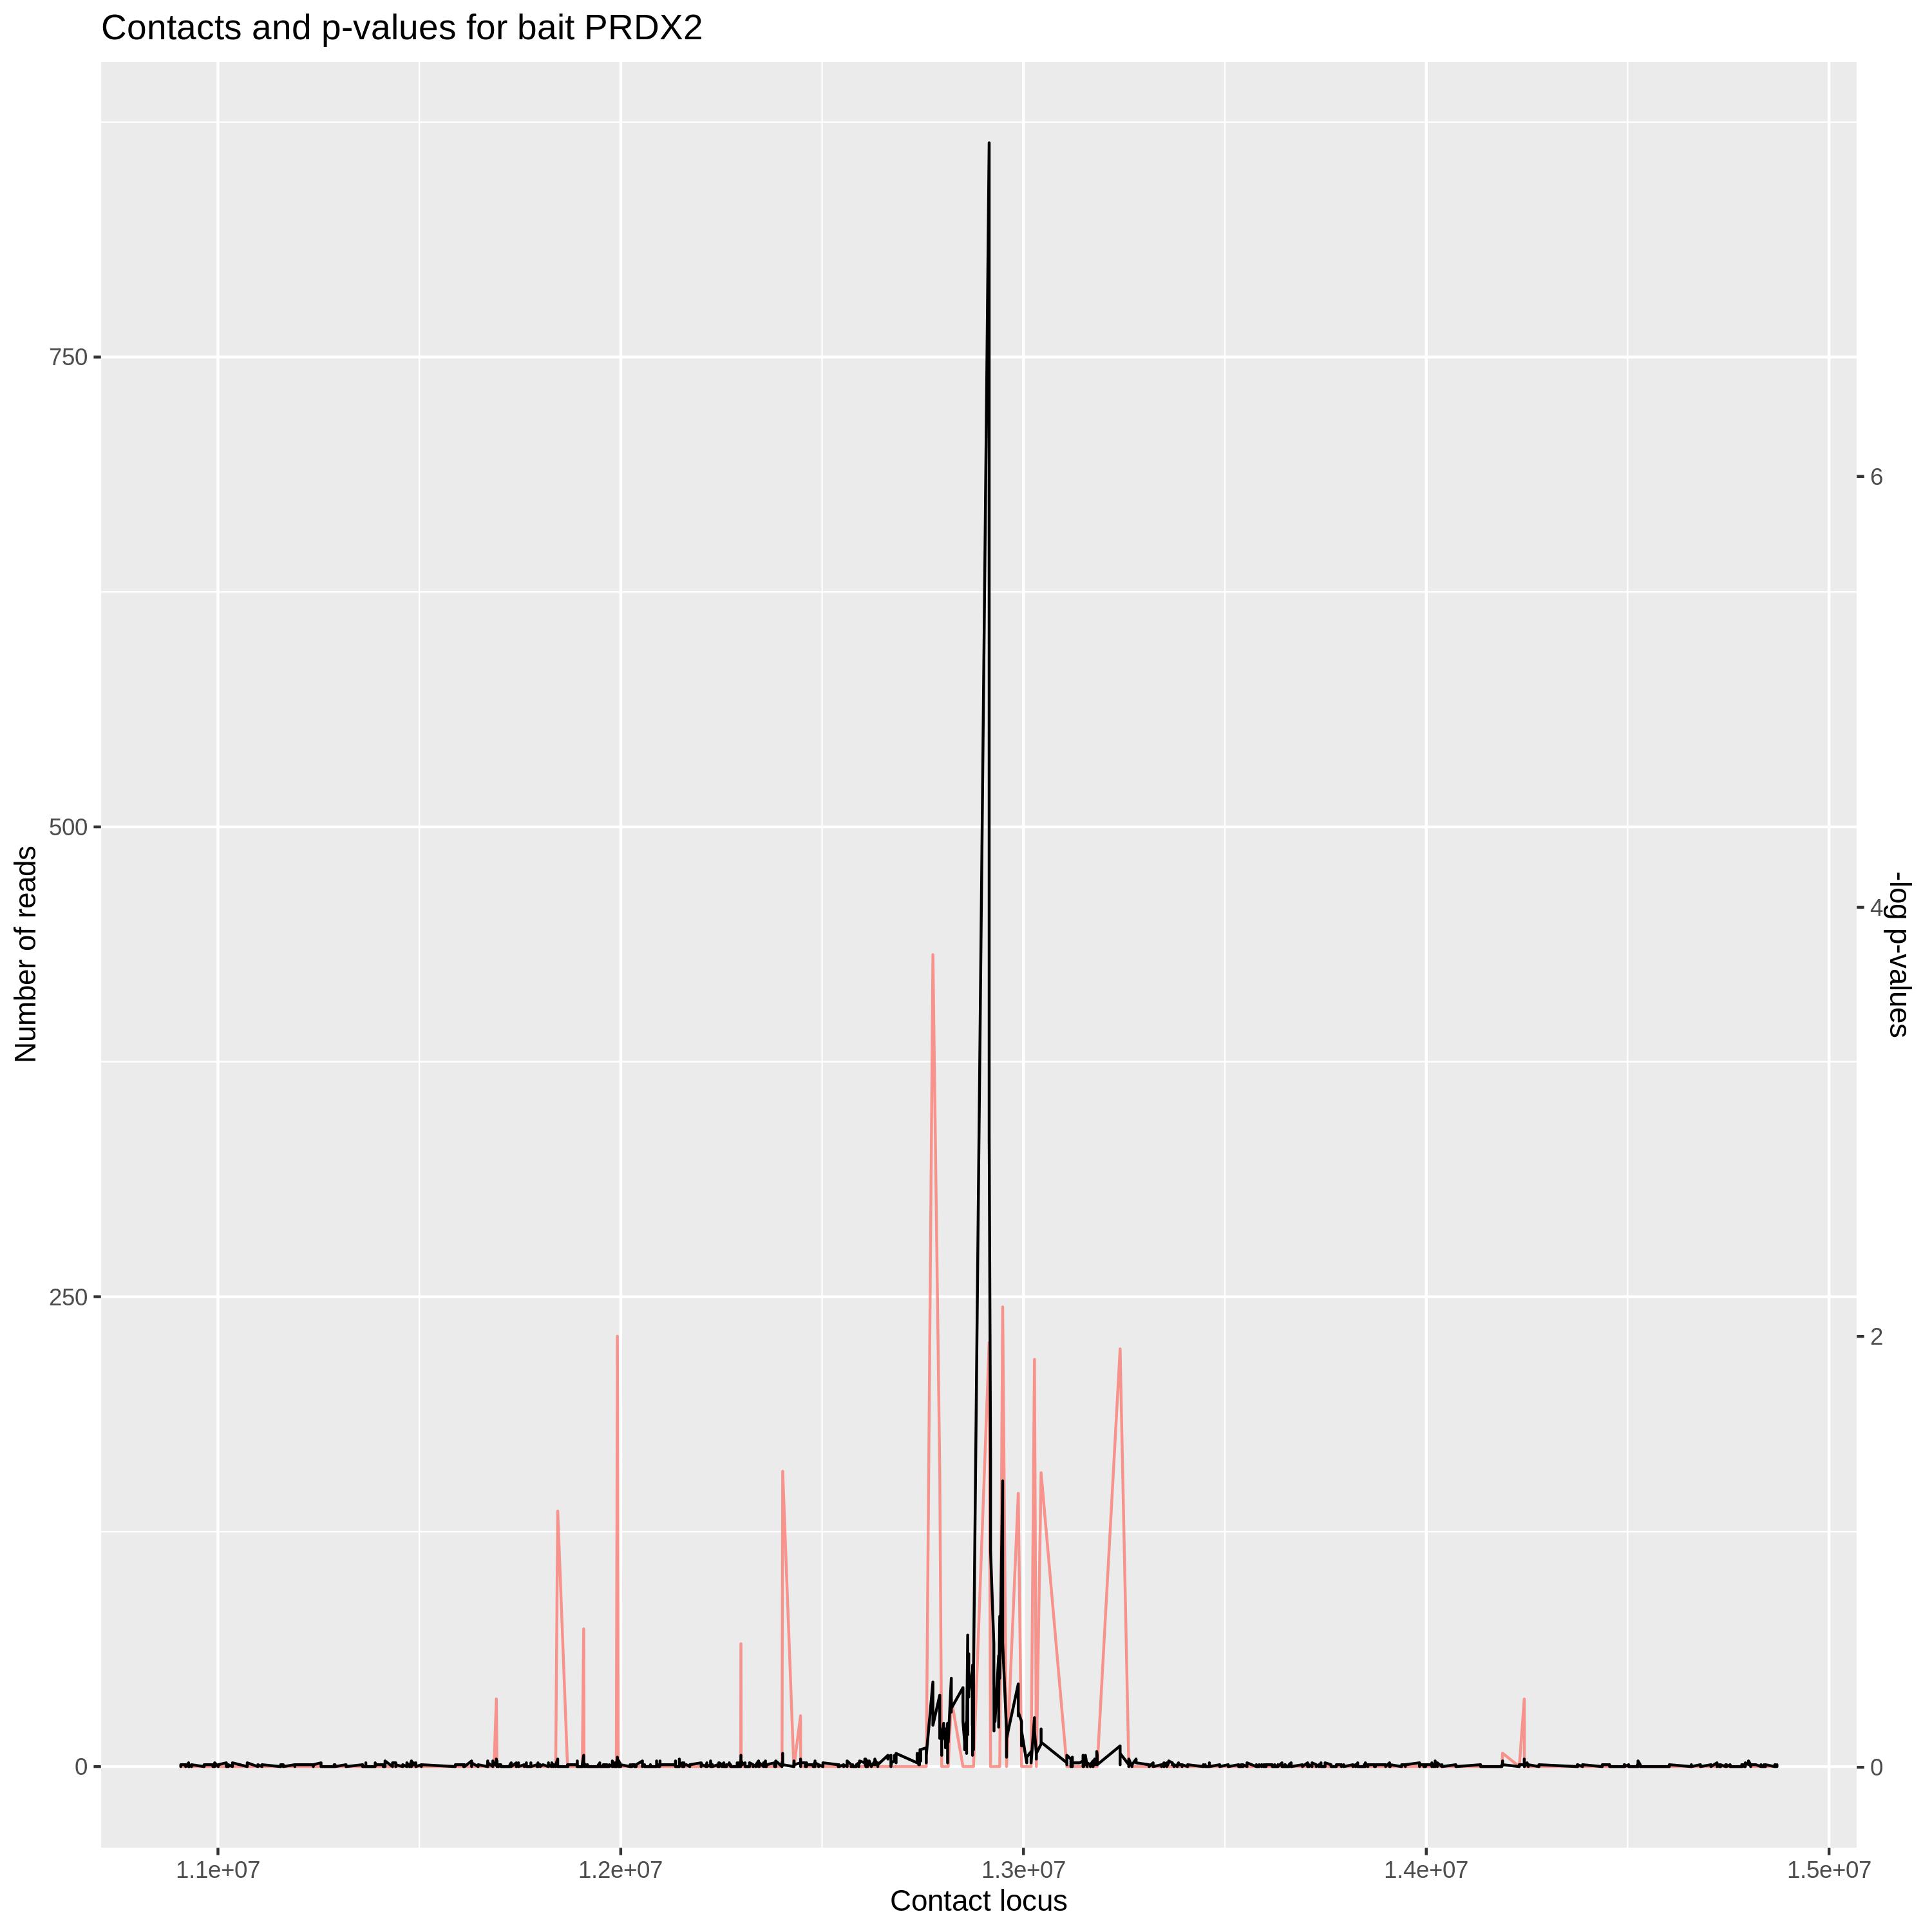 Contacts and p-values for bait PRDX2
Number of reads
750
500
250
0
6
4
2
0
-log p-values
1.1e+07
1.2e+07
1.3e+07
1.4e+07
1.5e+07
Contact locus